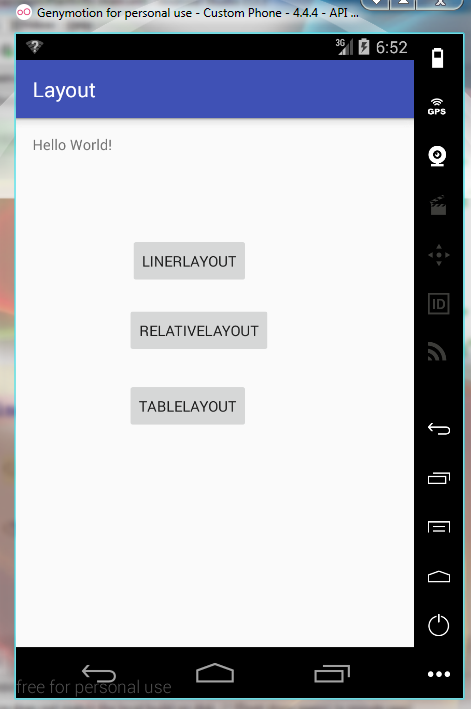 Genymotion for personal use - Custom Phone - 4.4.4 - API ...
3G 6:52
Layout
GPS
Hello World!
LINERLAYOUT
ID
RELATIVELAYOUT
TABLELAYOUT
free for personal use